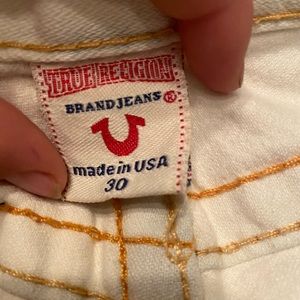 TRUE RELIGION
BRAND JEANS ®
made in USA
30